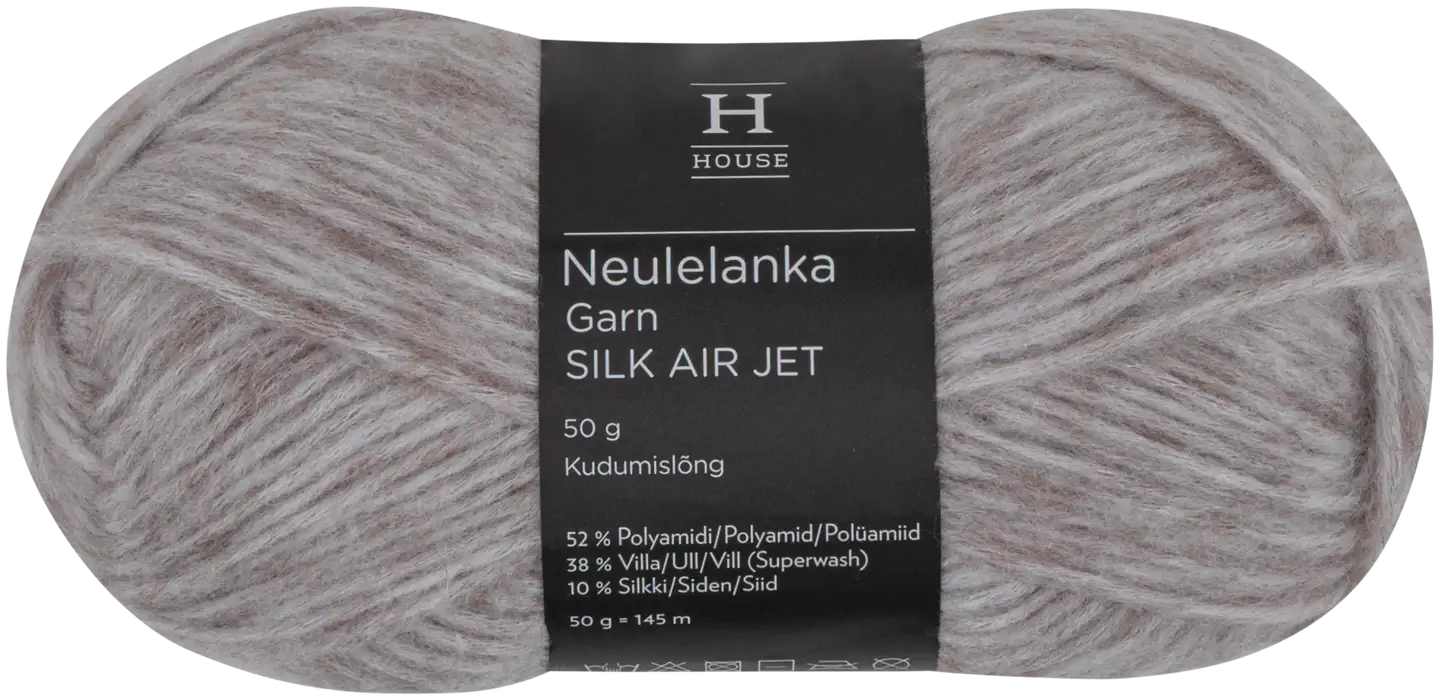 H
HOUSE
Neulelanka
Garn
SILK AIR JET
50 g
Kudumislõng
52 % Polyamidi/Polyamid/Polüamiid
38 % Villa/Ull/Vill (Superwash)
10 % Silkki/Siden/Siid
50 g = 145 m